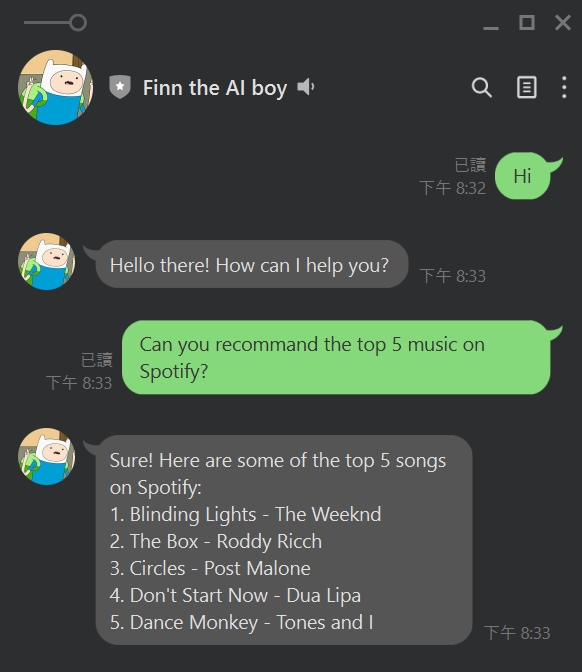 Finn the AI boy
已讀
下午 8:32
Hi
Hello there! How can I help you?
下午 8:33
已讀
下午 8:33
Can you recommand the top 5 music on
Spotify?
Sure! Here are some of the top 5 songs
on Spotify:
1. Blinding Lights - The Weeknd
2. The Box - Roddy Ricch
3. Circles - Post Malone
4. Don't Start Now - Dua Lipa
5. Dance Monkey - Tones and I
下午 8:33